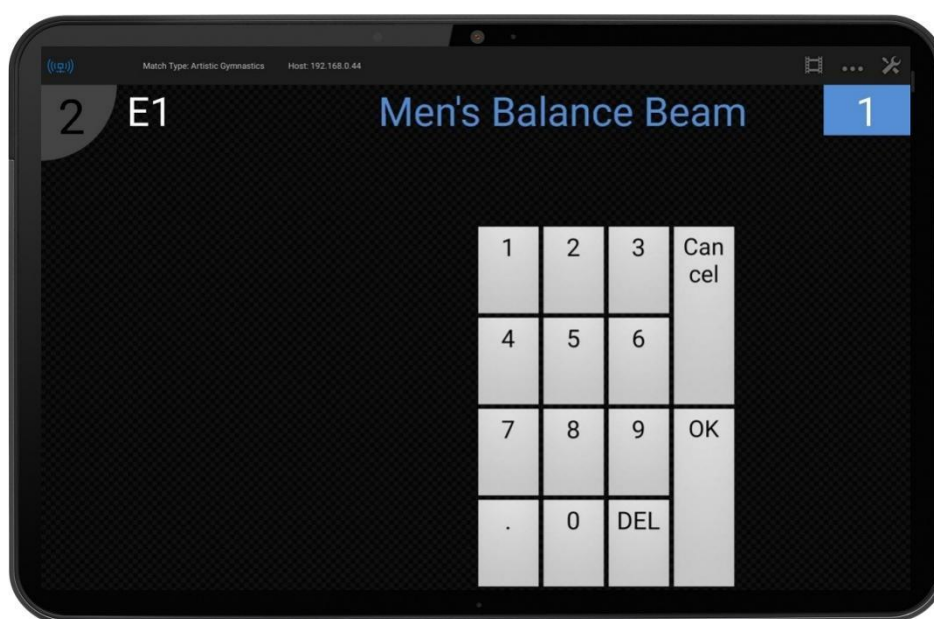 Match Type: Artistic Gymnastics Host: 192.168.0.44
2 E1 Men's Balance Beam 1
1 2 3 Can
cel
4 5 6
7 8 9 OK
. 0 DEL